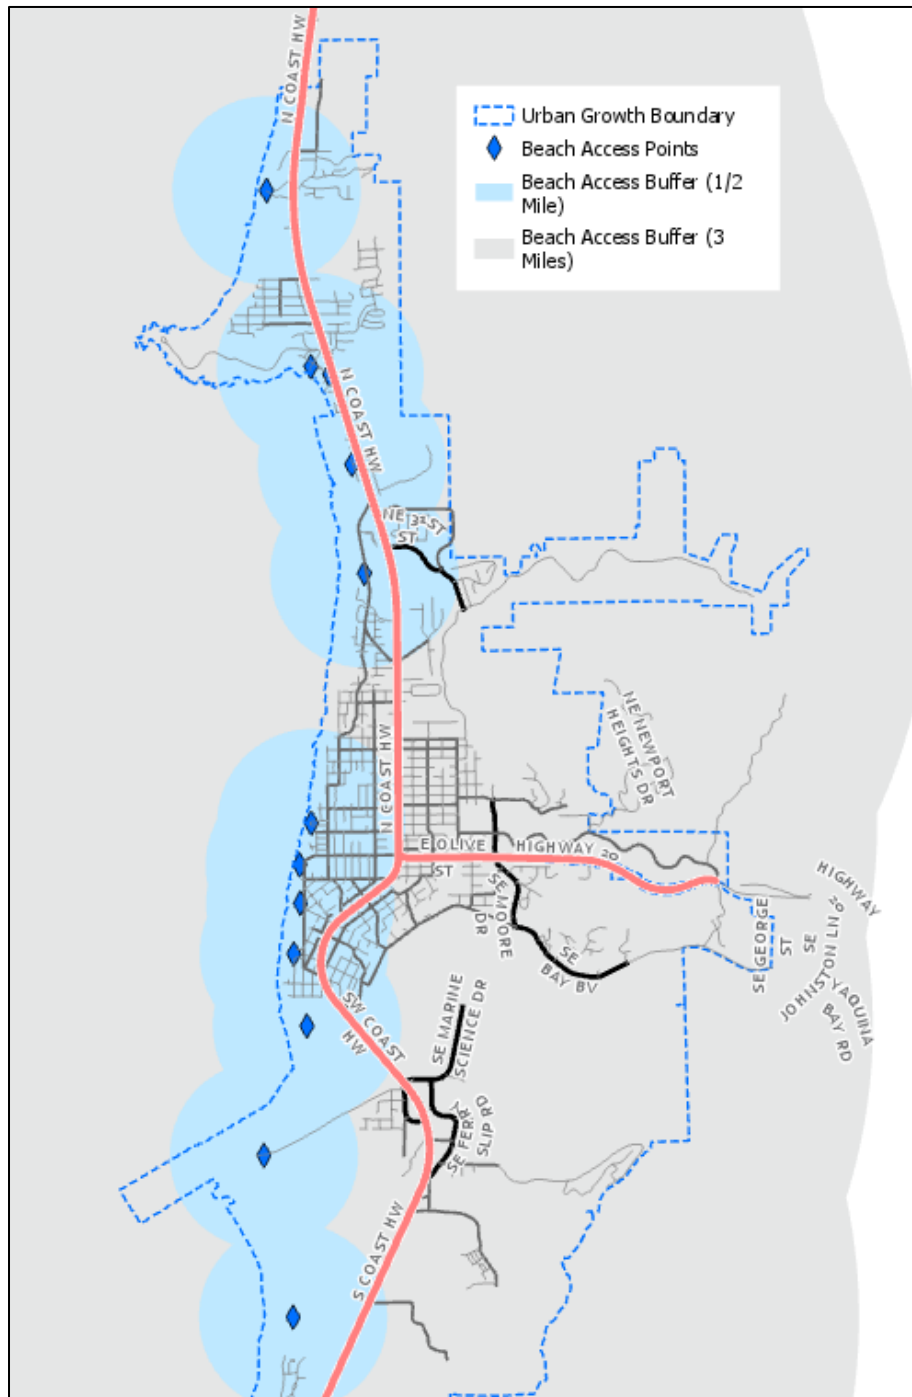 N COAST HW
Urban Growth Boundary
Beach Access Points
Beach Access Buffer (1/2
Mile)
Beach Access Buffer (3
Miles)
N COAST HW
NE 31ST
ST
NE NEWPORT
HEIGHTS DR
N COAST HW
E OLIVE
ST
HIGHWAY 20
HIGHWAY
20
SE MOORE
DR
SE
BAY BV
SE GEORGE
ST
SE
JOHNSTON LN
YAQUINA
BAY RD
SW COAST
HW
SE MARINE
SCIENCE DR
SE FERRY
SLIP RD
S COAST HW